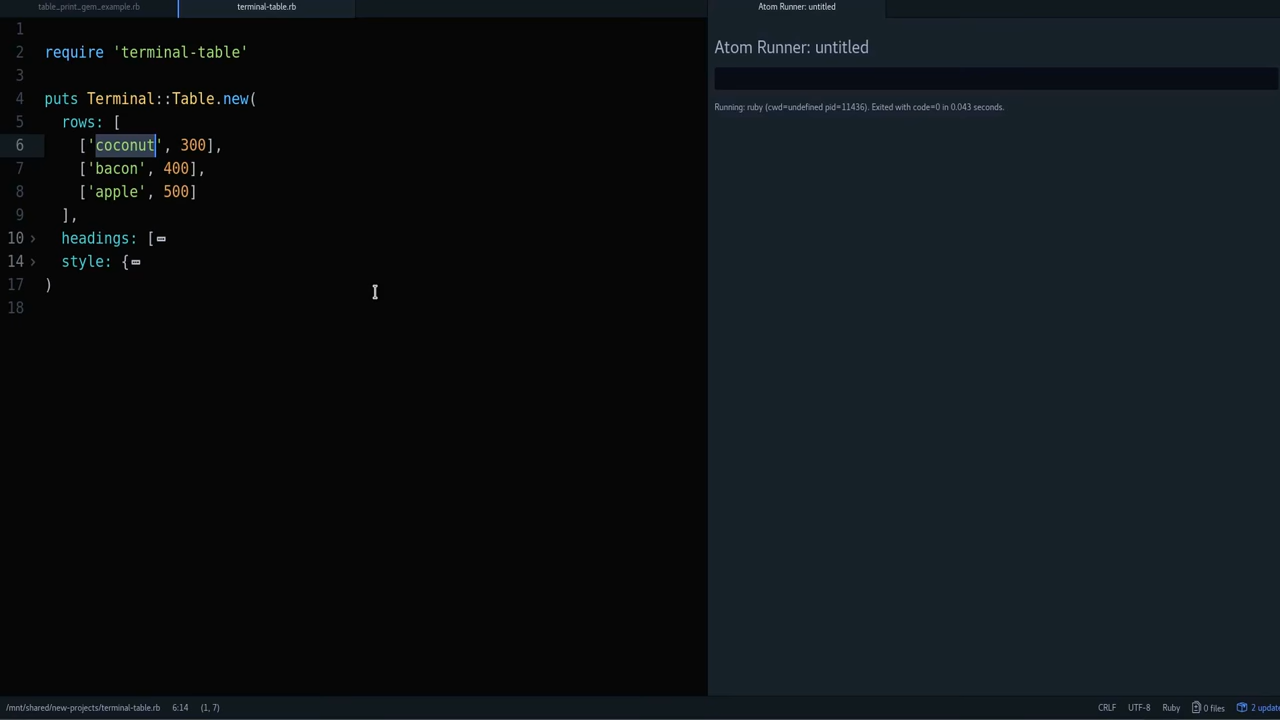 table_print_gem_example.rb
terminal-table.rb
Atom Runner: untitled
1
2 require 'terminal-table'
3
4 puts Terminal::Table.new(
5 rows: [
6 ['coconut', 300],
7 ['bacon', 400],
8 ['apple', 500]
9 ],
10 headings: [
14 style: {
17 )
18
Atom Runner: untitled
Running: ruby (cwd=undefined pid=11436). Exited with code=0 in 0.043 seconds.
/mnt/shared/new-projects/terminal-table.rb 6:14 (1, 7)
CRLF UTF-8 Ruby 0 files 2 update